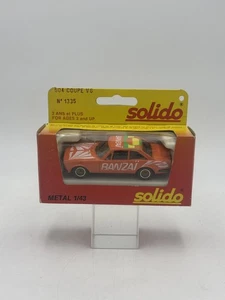 504 COUPE V6
N° 1335
3 ANS et PLUS
FOR AGES 3 and UP
solido
BANZAI
METAL 1/43
solido